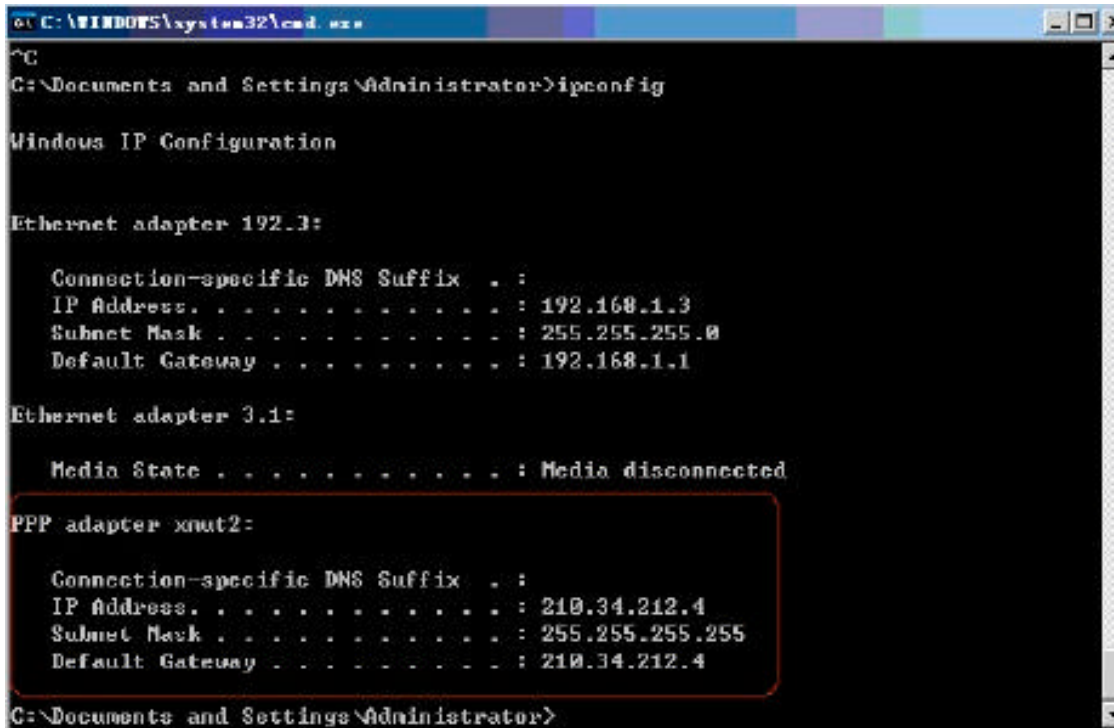 C:\WINDOWS\system32\cmd.exe
^C
C:\Documents and Settings\Administrator>ipconfig
Windows IP Configuration
Ethernet adapter 192.3:
Connection-specific DNS Suffix . :
IP Address. . . . . . . . . . . . : 192.168.1.3
Subnet Mask . . . . . . . . . . . : 255.255.255.0
Default Gateway . . . . . . . . . : 192.168.1.1
Ethernet adapter 3.1:
Media State . . . . . . . . . . . : Media disconnected
PPP adapter xmut2:
Connection-specific DNS Suffix . :
IP Address. . . . . . . . . . . . : 210.34.212.4
Subnet Mask . . . . . . . . . . . : 255.255.255.255
Default Gateway . . . . . . . . . : 210.34.212.4
C:\Documents and Settings\Administrator>